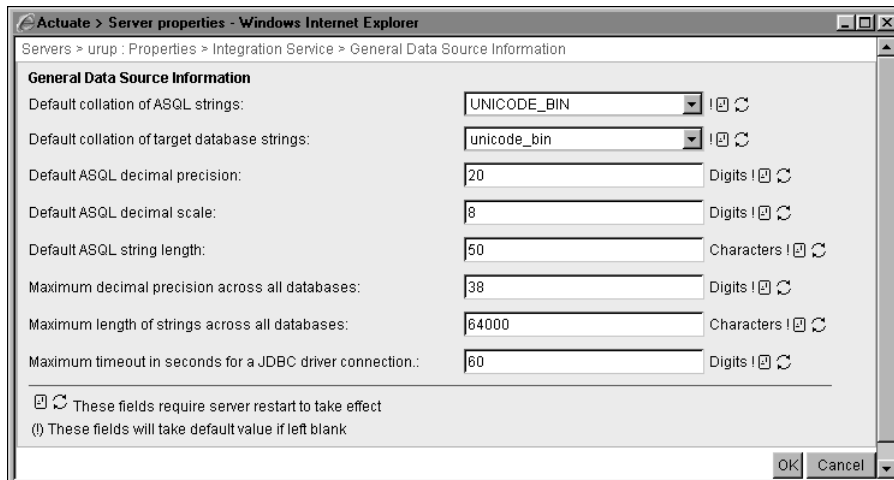 Actuate > Server properties - Windows Internet Explorer
Servers > urup : Properties > Integration Service > General Data Source Information
General Data Source Information
Default collation of ASQL strings: UNICODE_BIN !
Default collation of target database strings: unicode_bin !
Default ASQL decimal precision: 20 Digits !
Default ASQL decimal scale: 8 Digits !
Default ASQL string length: 50 Characters !
Maximum decimal precision across all databases: 38 Digits !
Maximum length of strings across all databases: 64000 Characters !
Maximum timeout in seconds for a JDBC driver connection.: 60 Digits !
These fields require server restart to take effect
(!) These fields will take default value if left blank
OK Cancel